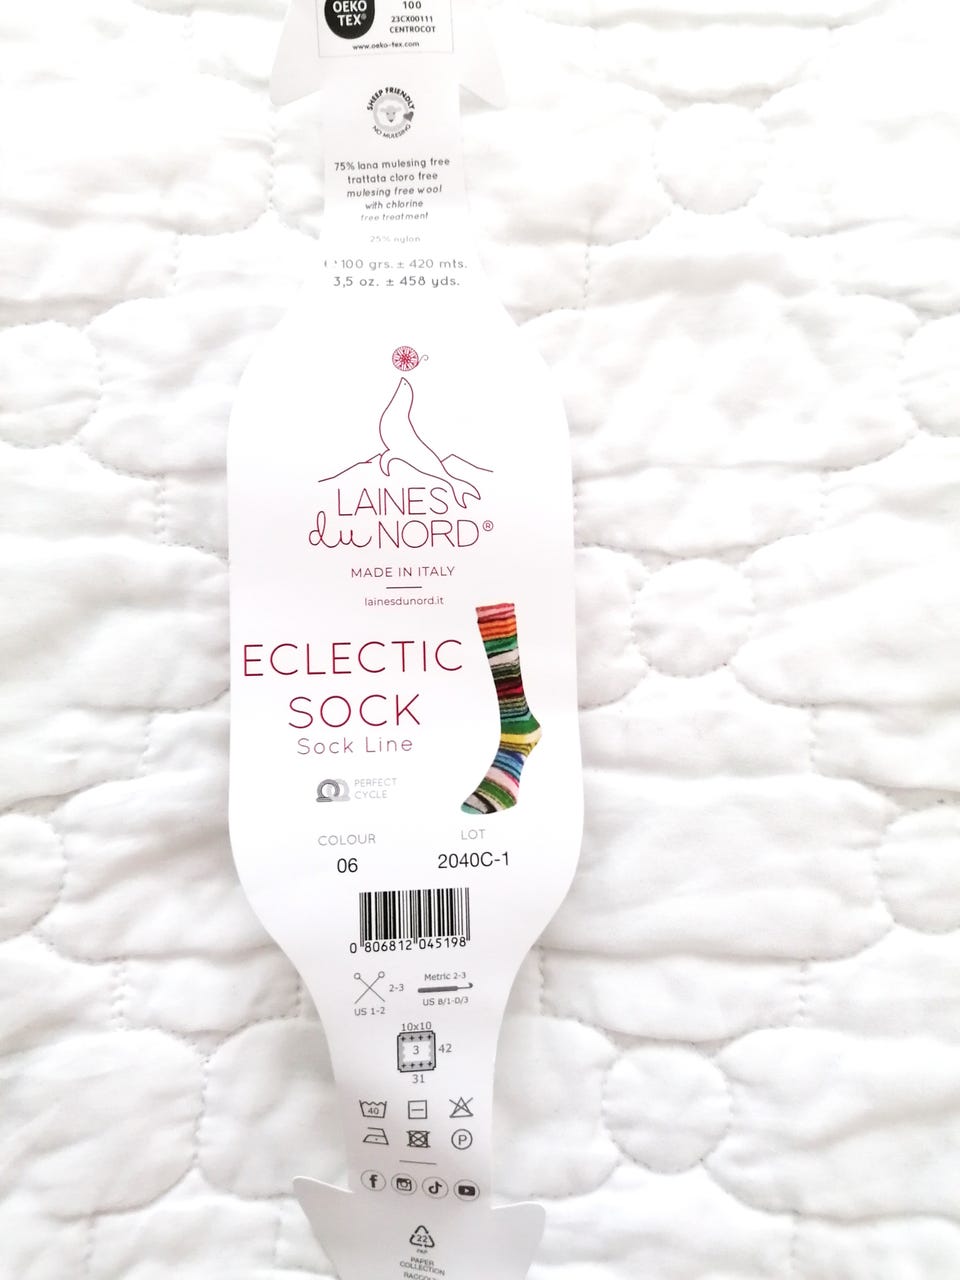 OEKO
TEX®
100
23CX00111
CENTROCOT
www.oeko-tex.com
SHEEP FRIENDLY
NO MULESING
75% lana mulesing free
trattata cloro free
mulesing free wool
with chlorine
free treatment
25% nylon
100 grs. ± 420 mts.
3,5 oz. ± 458 yds.
LAINES
du NORD®
MADE IN ITALY
lainesdunord.it
ECLECTIC
SOCK
Sock Line
PERFECT
CYCLE
COLOUR
LOT
06
2040C-1
0 806812 045198
2-3
US 1-2
Metric 2-3
US B/1-D/3
10x10
3
42
31
40
P
22
PAP
PAPER
COLLECTION